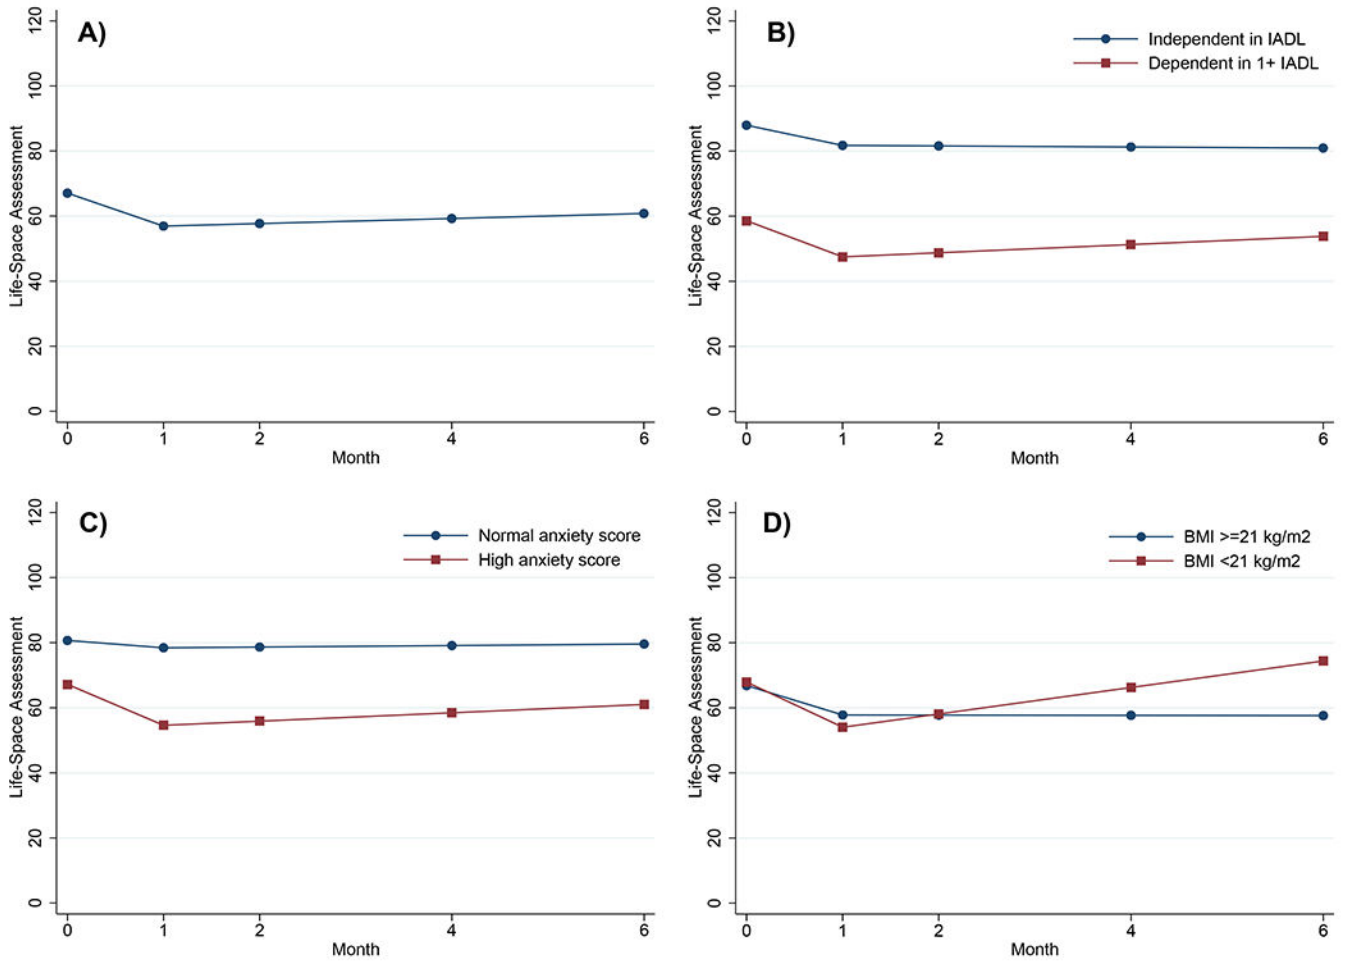 A)
Life-Space Assessment
120
100
80
60
40
20
0
0 1 2 4 6
Month
B)
Independent in IADL
Dependent in 1+ IADL
Life-Space Assessment
120
100
80
60
40
20
0
0 1 2 4 6
Month
C)
Normal anxiety score
High anxiety score
Life-Space Assessment
120
100
80
60
40
20
0
0 1 2 4 6
Month
D)
BMI >=21 kg/m2
BMI <21 kg/m2
Life-Space Assessment
120
100
80
60
40
20
0
0 1 2 4 6
Month